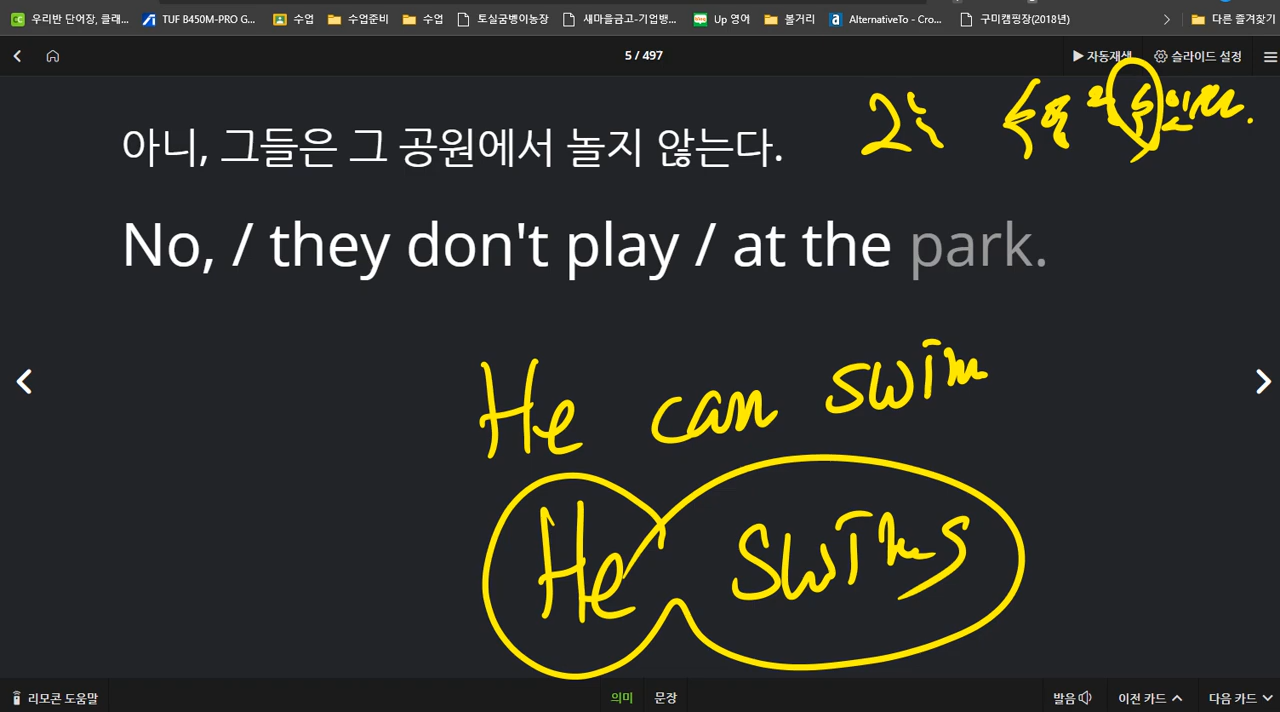 우리반 단어장, 클래... TUF B450M-PRO G... 수업 수업준비 수업 토실굼벵이농장 새마을금고-기업뱅... Up 영어 볼거리 AlternativeTo - Cro... 구미캠핑장(2018년) 다른 즐겨찾기
5 / 497 자동재생 슬라이드 설정
아니, 그들은 그 공원에서 놀지 않는다.
No, / they don't play / at the park.
He can swim
He swims
리모콘 도움말 의미 문장 발음 이전 카드 다음 카드